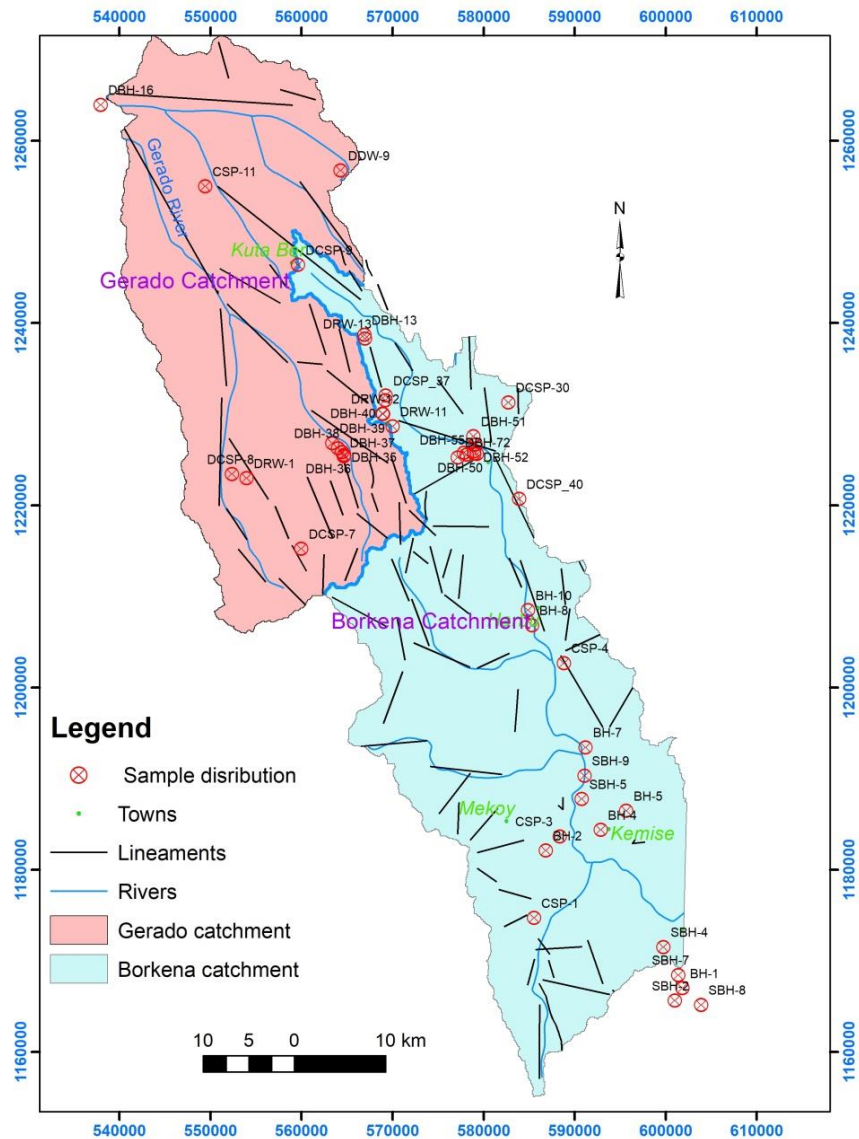 540000 550000 560000 570000 580000 590000 600000 610000
1260000
1240000
1220000
1200000
1180000
1160000
1260000
1240000
1220000
1200000
1180000
1160000
DBH-16
DDW-9
Gerado River
CSP-11
N
Kuta Ber
DCSP-9
Gerado Catchment
DRW-13
DBH-13
DCSP_37
DCSP-30
DRW-12
DBH-40
DRW-11
DBH-51
DBH-39
DBH-38
DBH-55
DBH-72
DBH-37
DCSP-8
DRW-1
DBH-35
DBH-36
DBH-50
DBH-52
DCSP_40
DCSP-7
BH-10
BH-8
Borkena Catchment
CSP-4
BH-7
SBH-9
SBH-5
BH-5
Mekoy
CSP-3
BH-4
Kemise
BH-2
CSP-1
SBH-4
SBH-7
BH-1
SBH-2
SBH-8
Legend
Sample disribution
Towns
Lineaments
Rivers
Gerado catchment
Borkena catchment
10 5 0 10 km
540000 550000 560000 570000 580000 590000 600000 610000